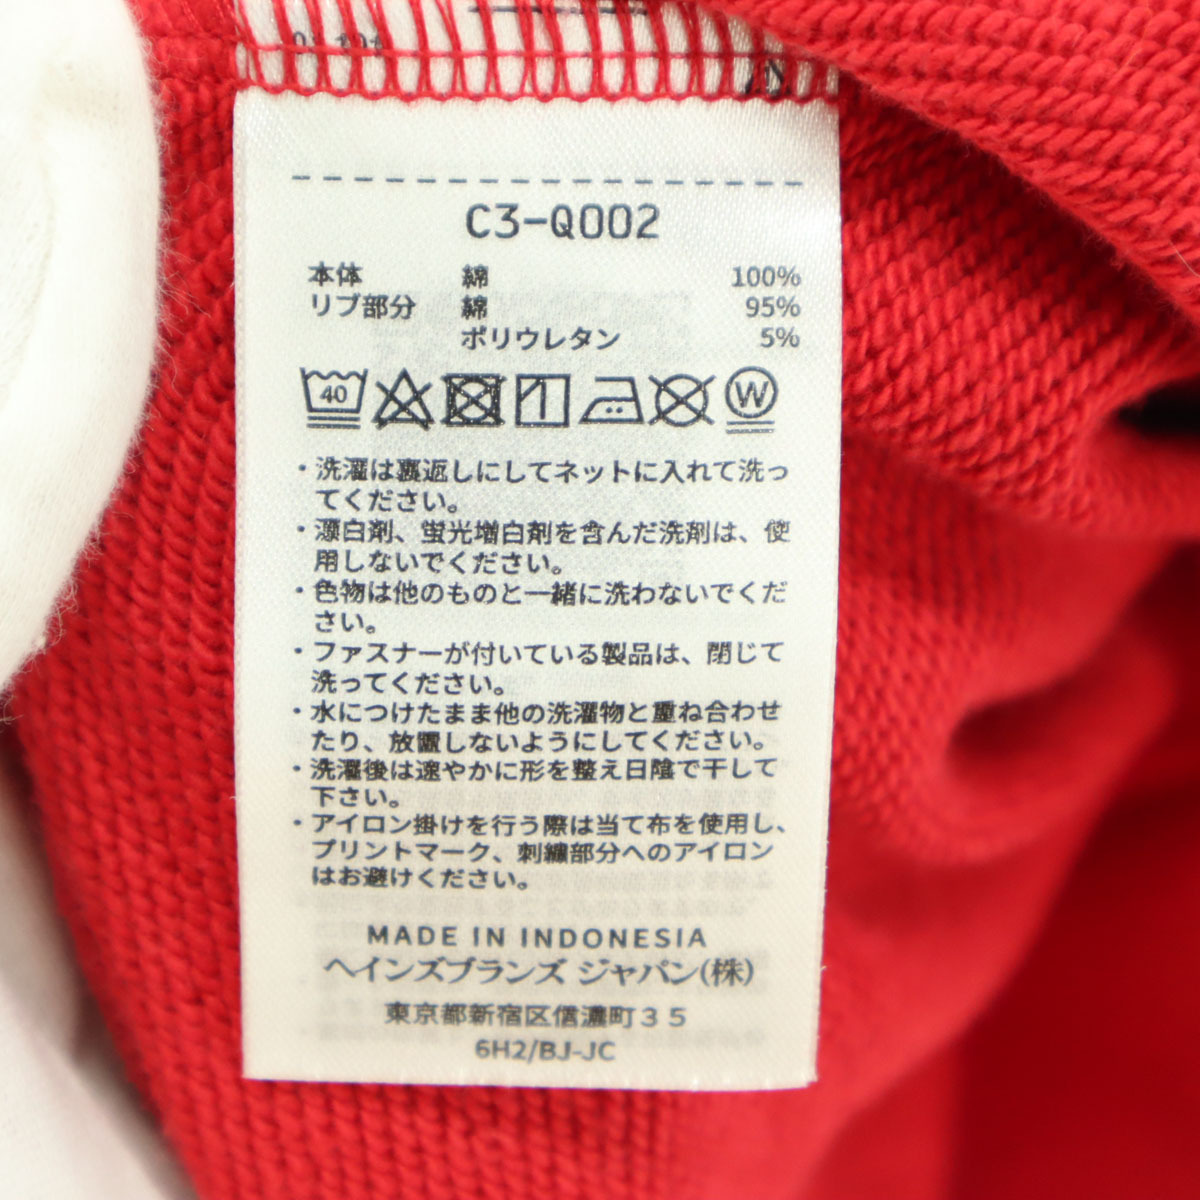 C3-Q002
本体 綿 100%
リブ部分 綿 95%
ポリウレタン 5%
40
W
・洗濯は裏返しにしてネットに入れて洗っ
てください。
・漂白剤、蛍光増白剤を含んだ洗剤は、使
用しないでください。
・色物は他のものと一緒に洗わないでくだ
さい。
・ファスナーが付いている製品は、閉じて
洗ってください。
・水につけたまま他の洗濯物と重ね合わせ
たり、放置しないようにしてください。
・洗濯後は速やかに形を整え日陰で干して
下さい。
・アイロン掛けを行う際は当て布を使用し、
プリントマーク、刺繍部分へのアイロン
はお避けください。
MADE IN INDONESIA
ヘインズブランズ ジャパン(株)
東京都新宿区信濃町35
6H2/BJ-JC